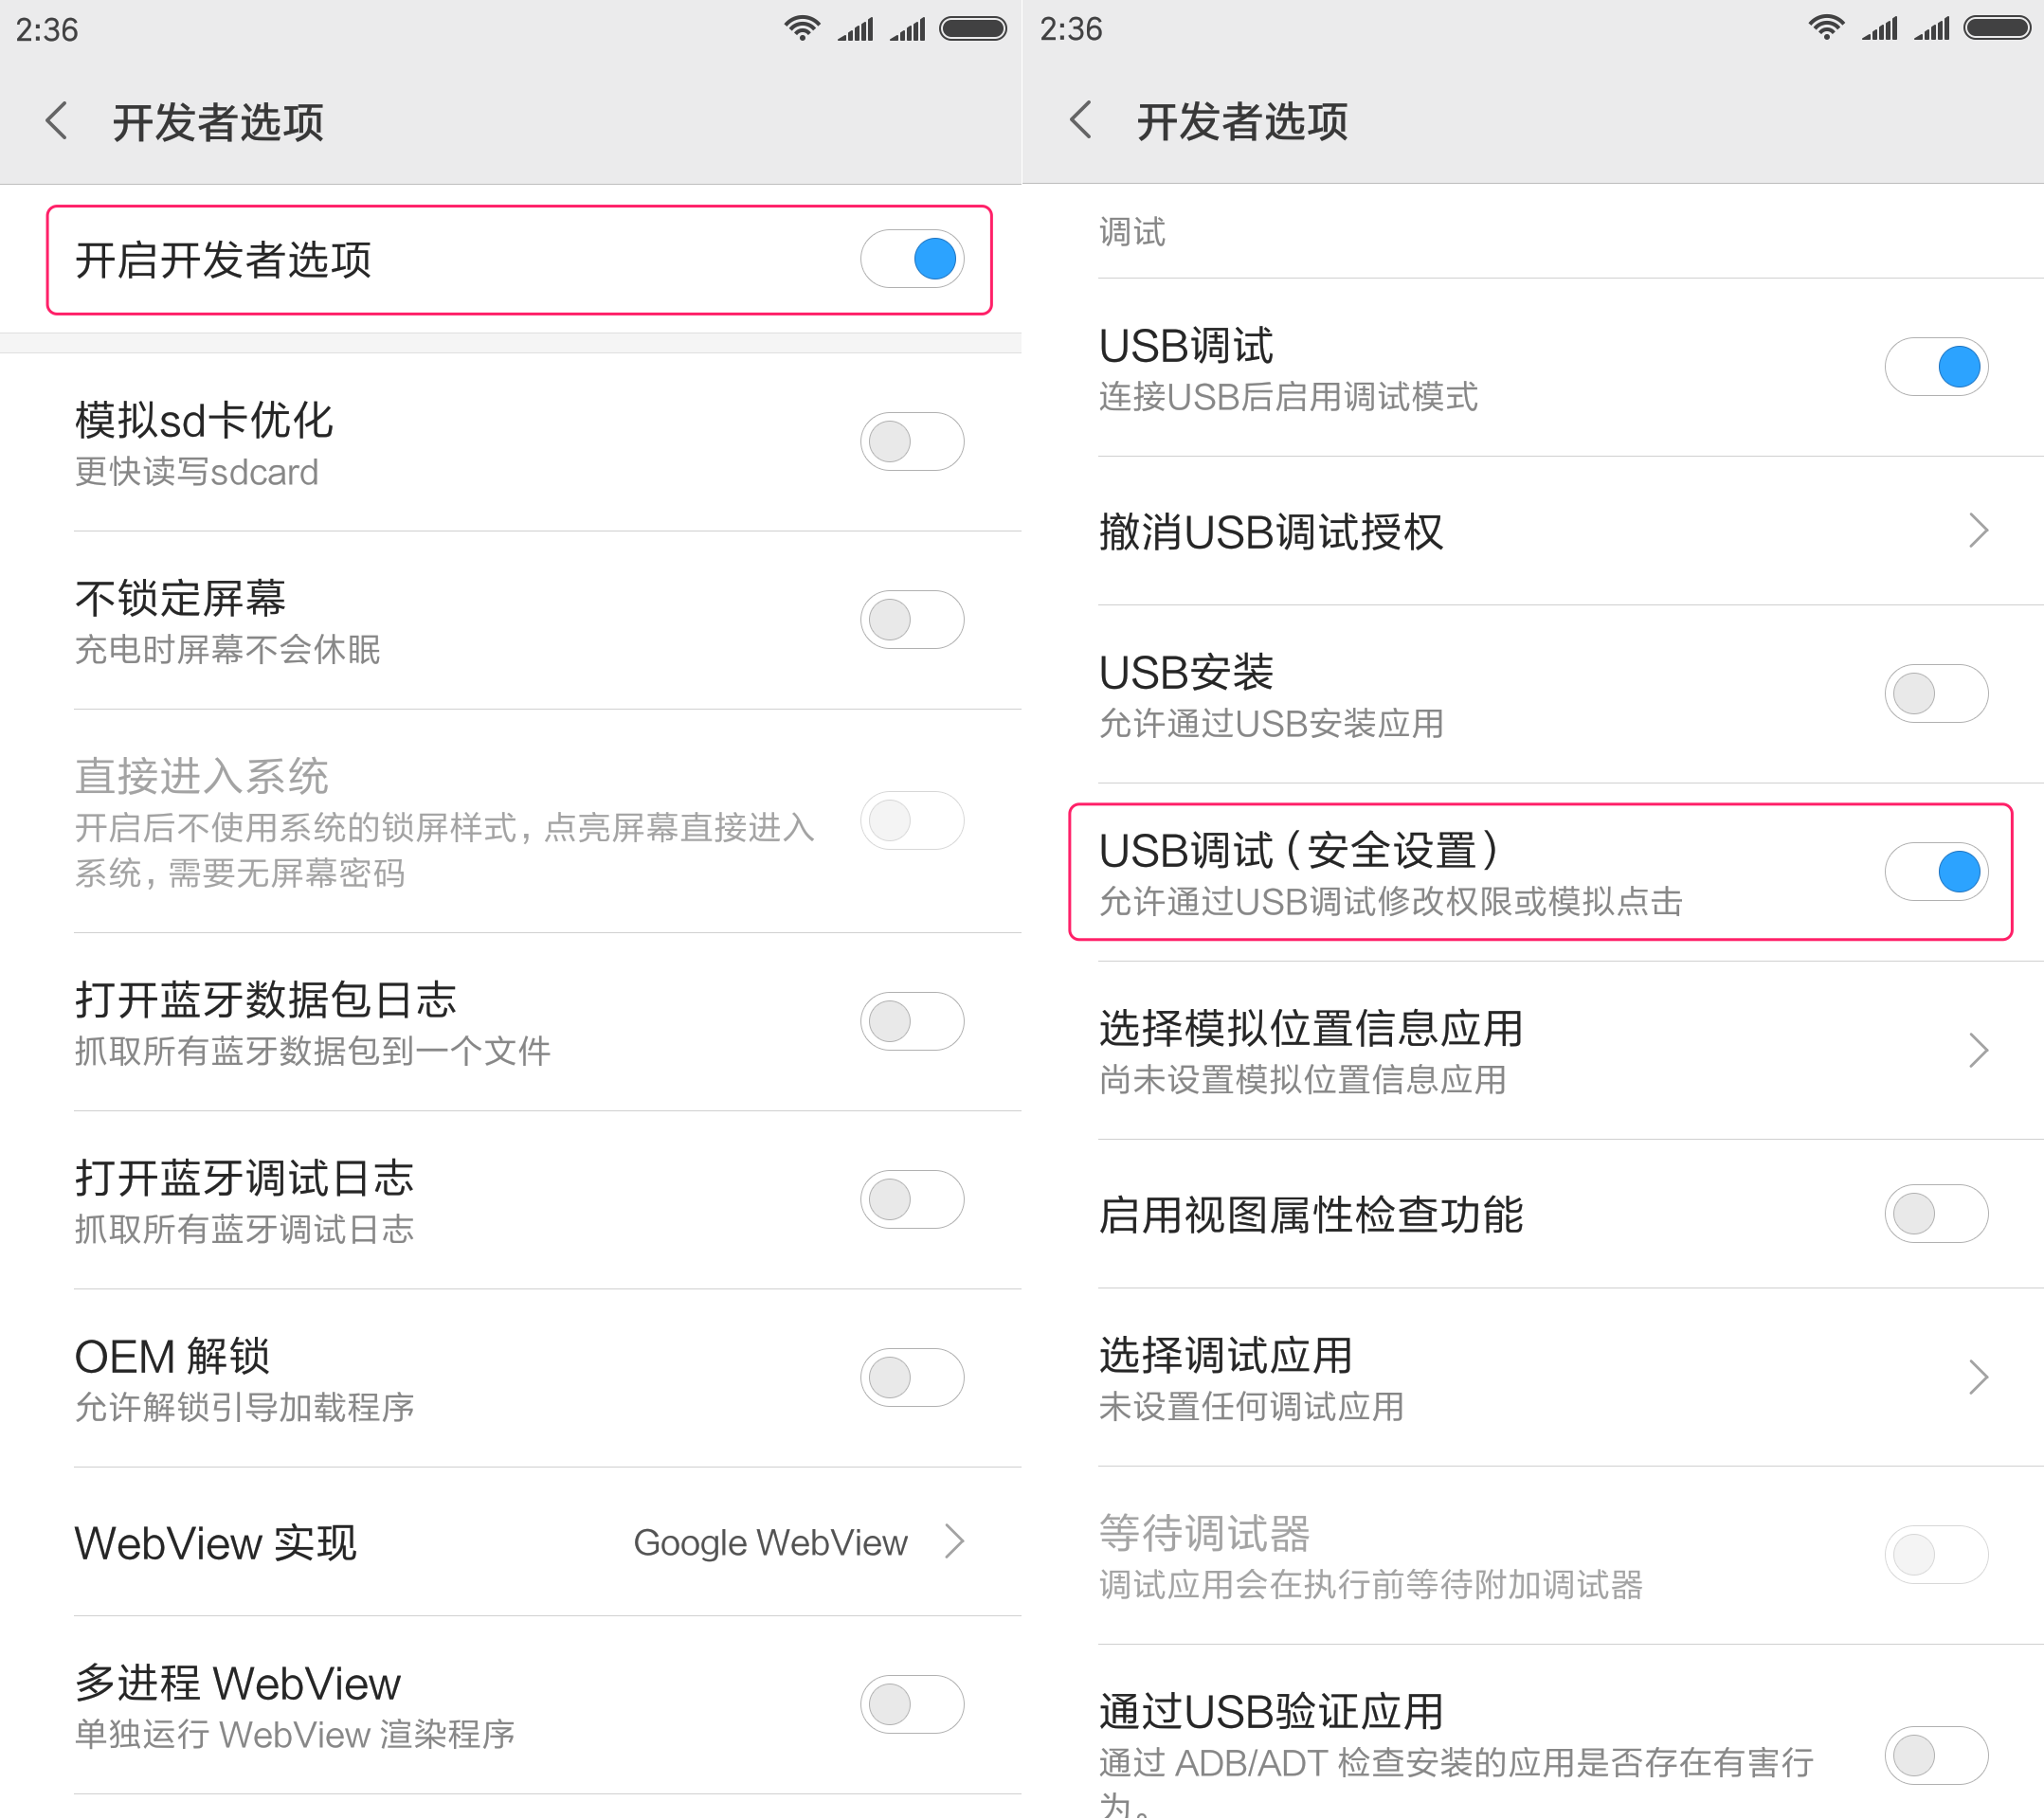 2:36
开发者选项
开启开发者选项
模拟sd卡优化
更快读写sdcard
不锁定屏幕
充电时屏幕不会休眠
直接进入系统
开启后不使用系统的锁屏样式，点亮屏幕直接进入
系统，需要无屏幕密码
打开蓝牙数据包日志
抓取所有蓝牙数据包到一个文件
打开蓝牙调试日志
抓取所有蓝牙调试日志
OEM 解锁
允许解锁引导加载程序
WebView 实现
Google WebView
多进程 WebView
单独运行 WebView 渲染程序
2:36
开发者选项
调试
USB调试
连接USB后启用调试模式
撤消USB调试授权
USB安装
允许通过USB安装应用
USB调试（安全设置）
允许通过USB调试修改权限或模拟点击
选择模拟位置信息应用
尚未设置模拟位置信息应用
启用视图属性检查功能
选择调试应用
未设置任何调试应用
等待调试器
调试应用会在执行前等待附加调试器
通过USB验证应用
通过 ADB/ADT 检查安装的应用是否存在有害行
为。